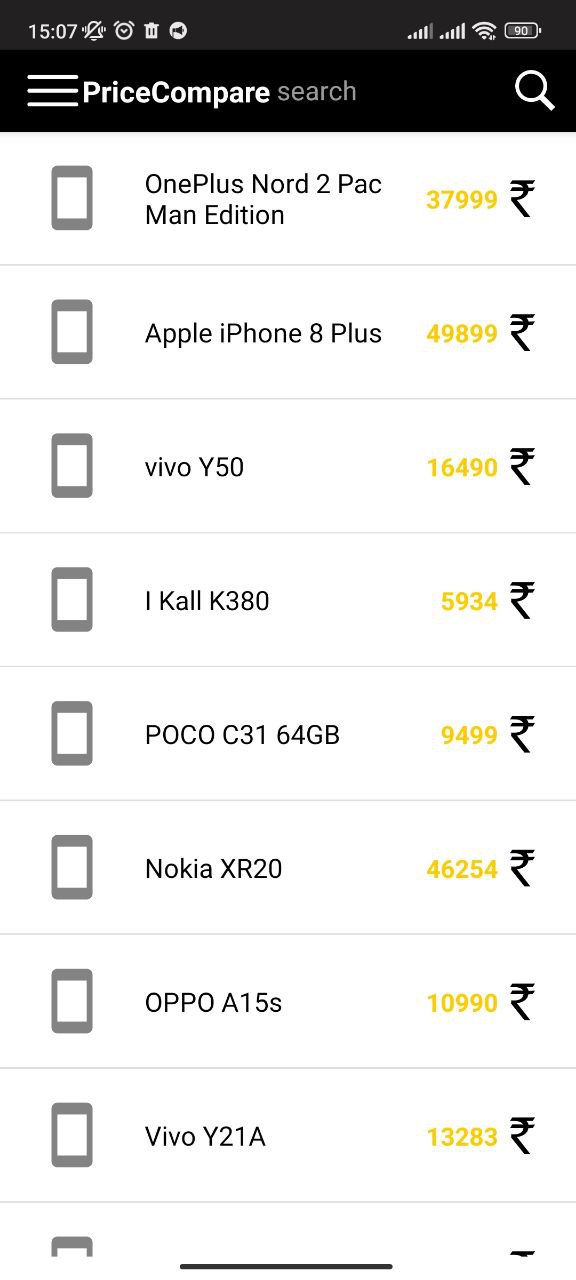 15:07 90
PriceCompare search
OnePlus Nord 2 Pac
Man Edition
37999 ₹
Apple iPhone 8 Plus 49899 ₹
vivo Y50 16490 ₹
I Kall K380 5934 ₹
POCO C31 64GB 9499 ₹
Nokia XR20 46254 ₹
OPPO A15s 10990 ₹
Vivo Y21A 13283 ₹